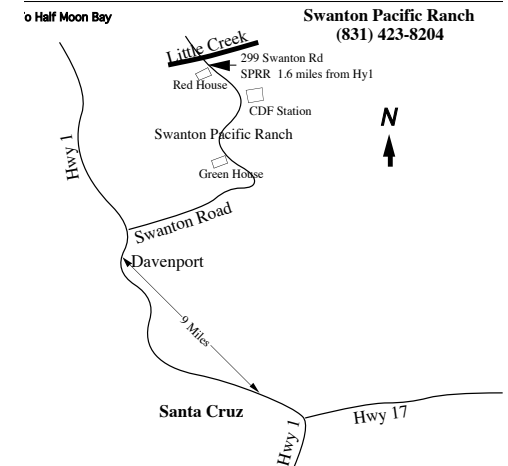 o Half Moon Bay
Swanton Pacific Ranch
(831) 423-8204
Little Creek
299 Swanton Rd
SPRR 1.6 miles from Hy1
Red House
CDF Station
N
Swanton Pacific Ranch
Hwy 1
Green House
Swanton Road
Davenport
9 Miles
Santa Cruz
Hwy 17
Hwy 1